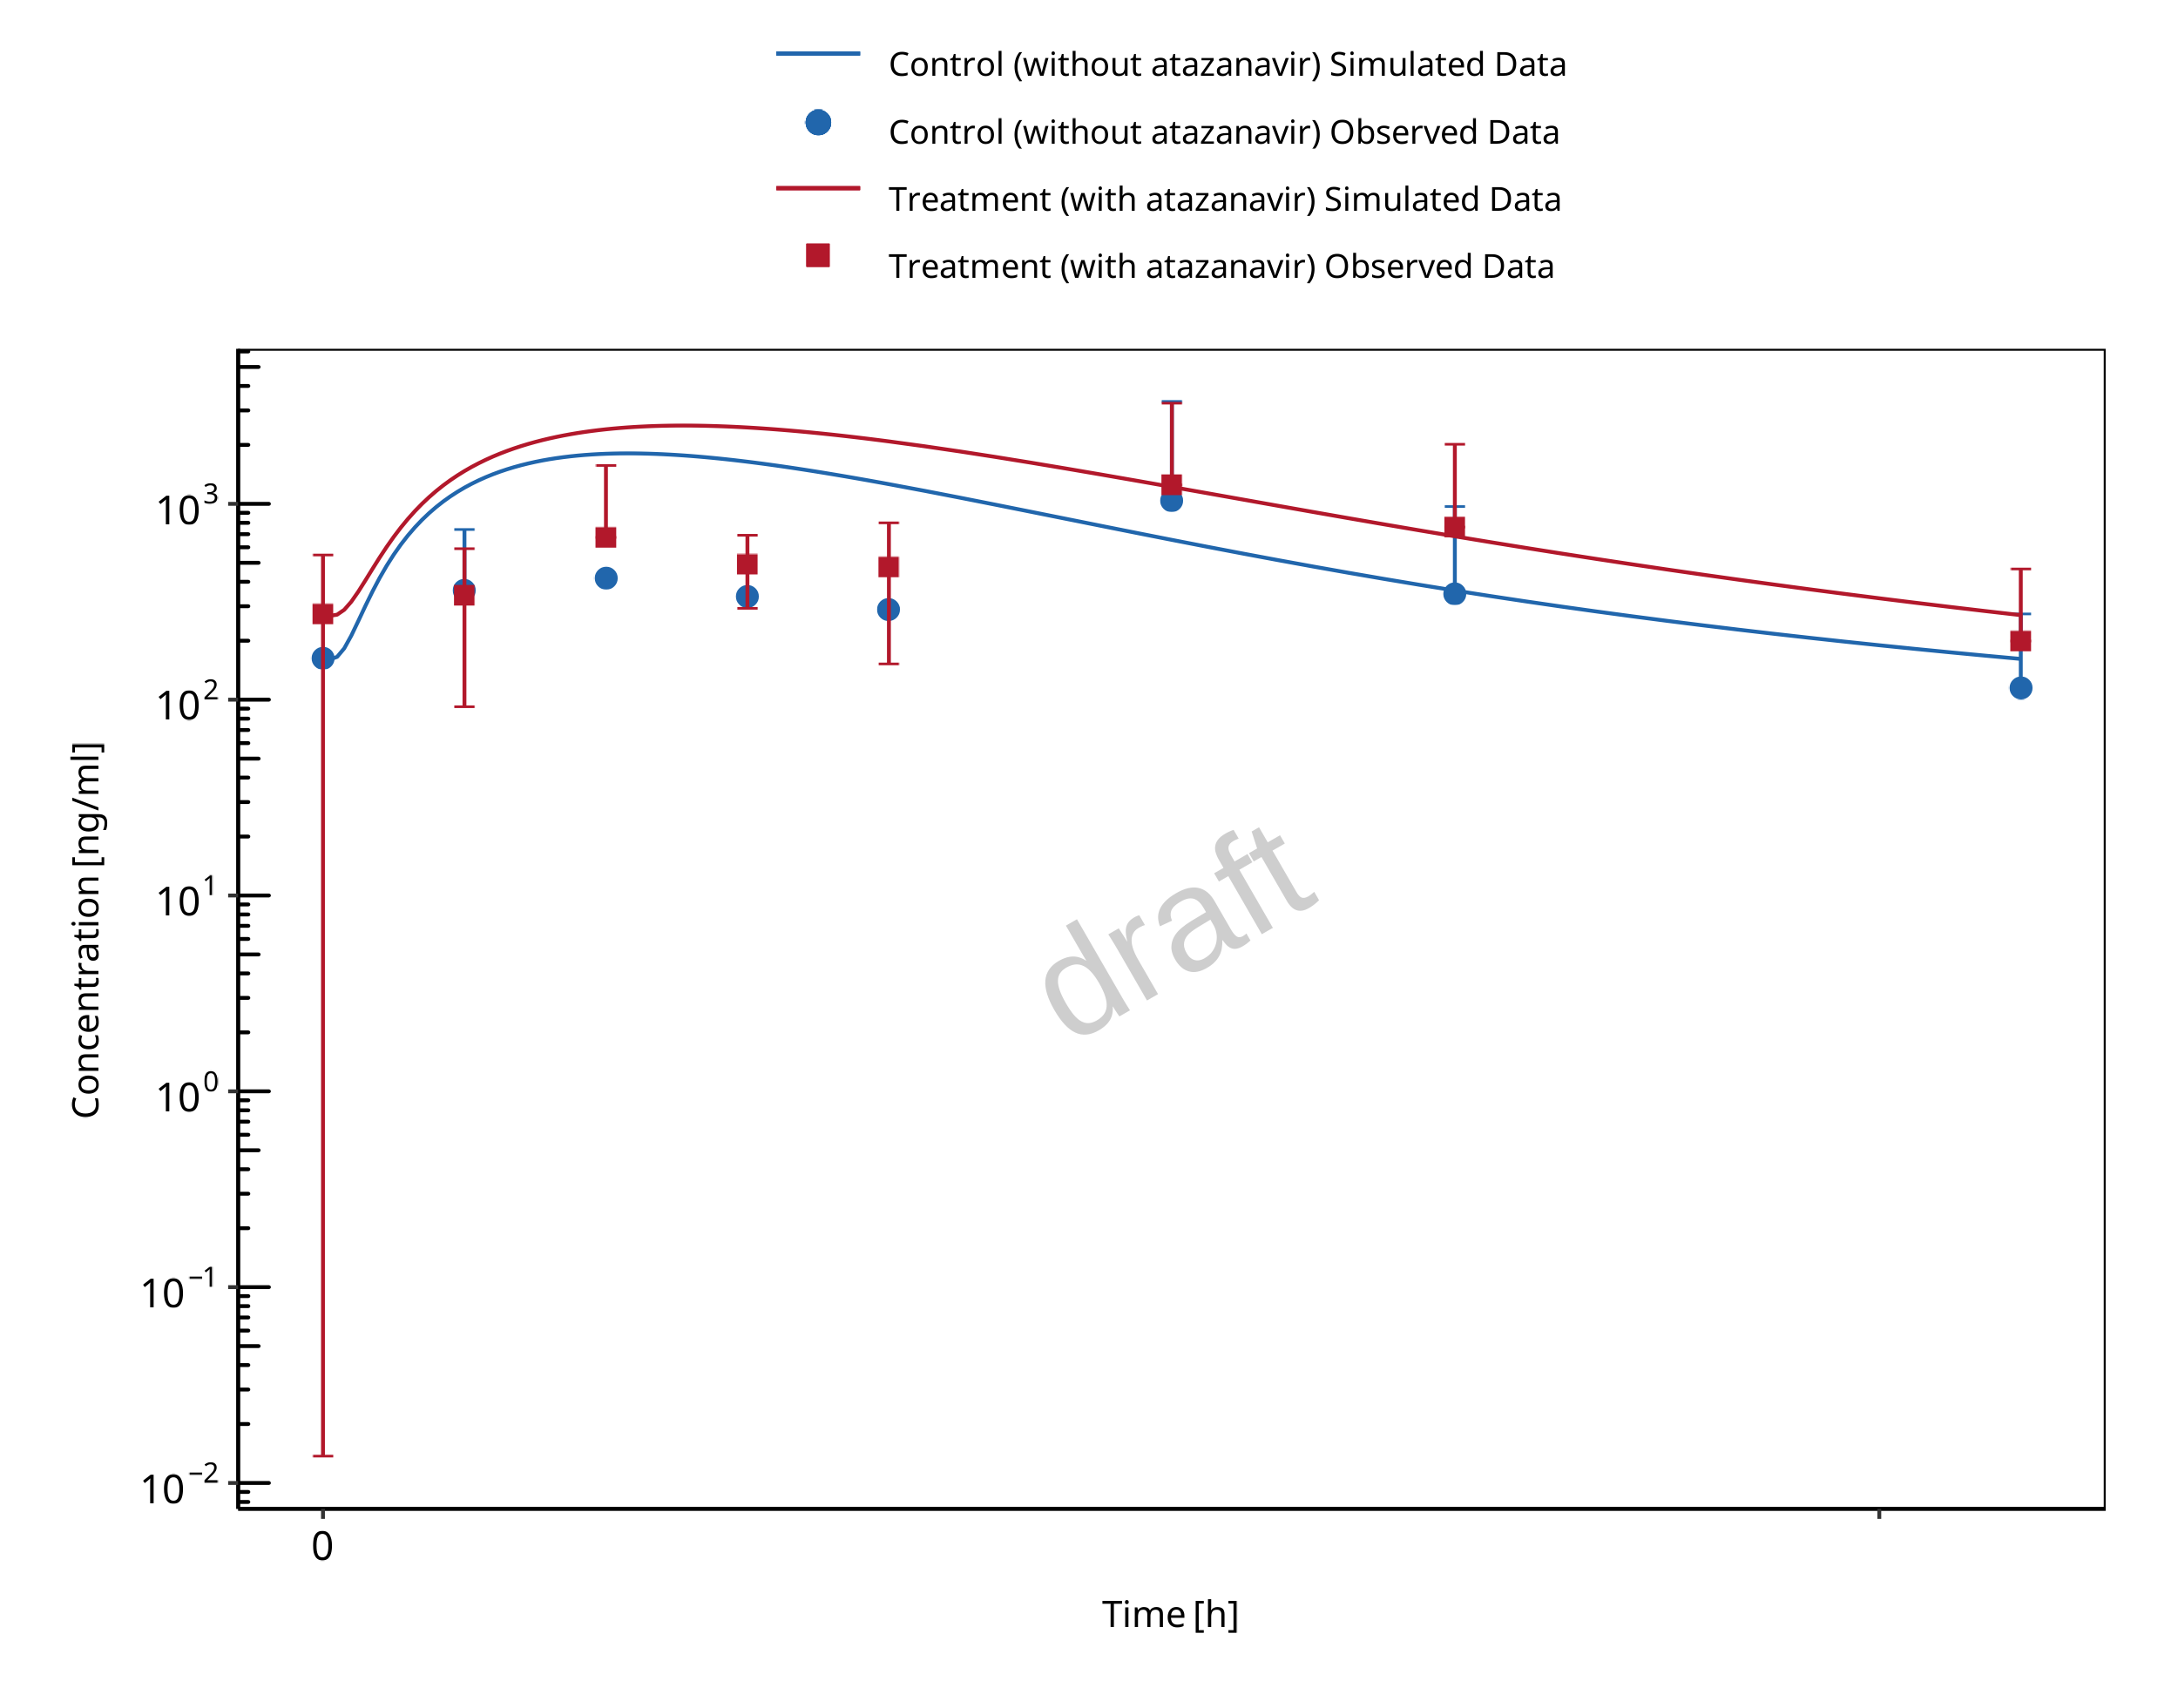 Control (without atazanavir) Simulated Data
Control (without atazanavir) Observed Data
Treatment (with atazanavir) Simulated Data
Treatment (with atazanavir) Observed Data
10³
10²
10¹
10⁰
10⁻¹
10⁻²
Concentration [ng/ml]
draft
0
Time [h]